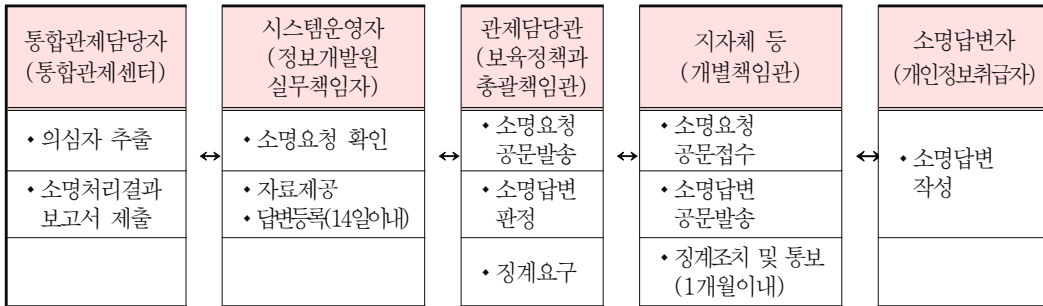 통합관제담당자
(통합관제센터)
• 의심자 추출
• 소명처리결과
보고서 제출
↔
시스템운영자
(정보개발원
실무책임자)
• 소명요청 확인
• 자료제공
• 답변등록(14일이내)
↔
관제담당관
(보육정책과
총괄책임관)
• 소명요청
공문발송
• 소명답변
판정
• 징계요구
↔
지자체 등
(개별책임관)
• 소명요청
공문접수
• 소명답변
공문발송
• 징계조치 및 통보
(1개월이내)
↔
소명답변자
(개인정보취급자)
• 소명답변
작성